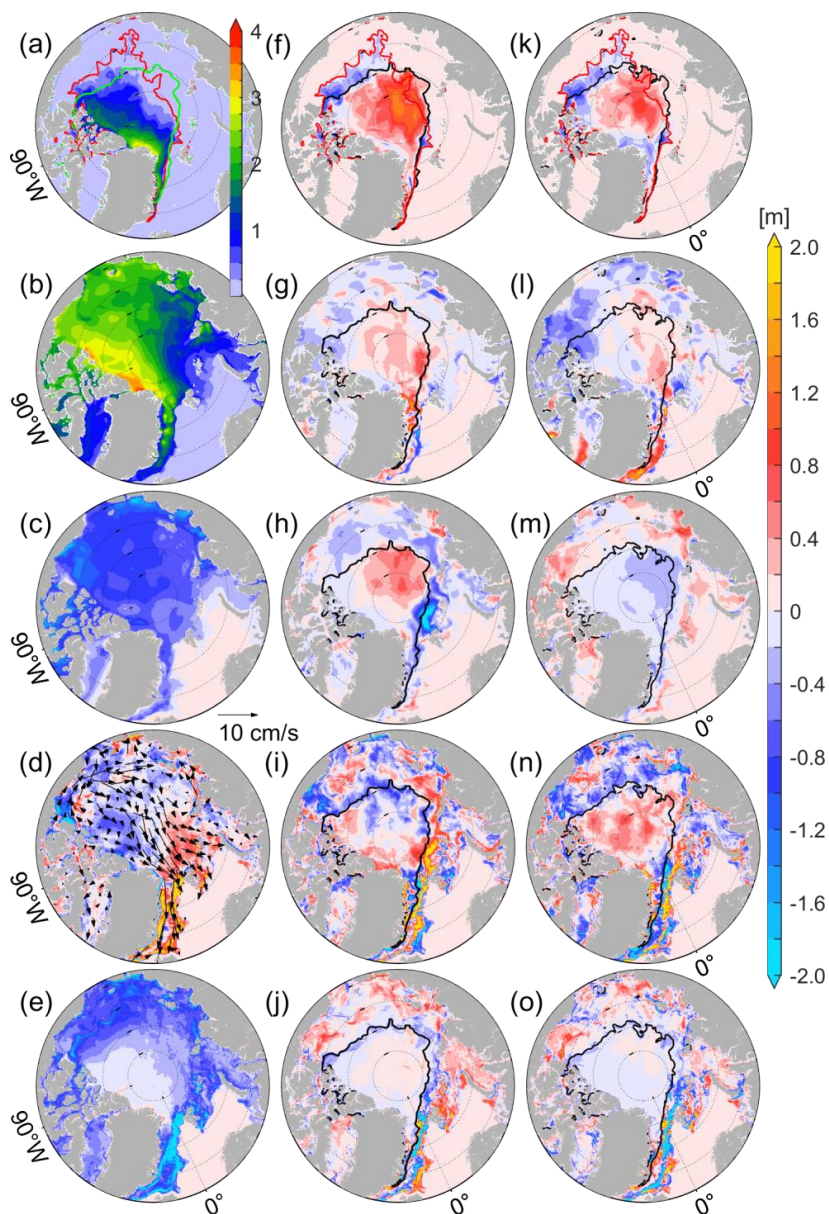 (a) 4 (f) (k)
3
2
1
90°W 0°
[m]
(b) (g) (l) 2.0
1.6
90°W 0° 1.2
0.8
(c) (h) (m) 0.4
0
90°W 0° -0.4
10 cm/s
-0.8
(d) (i) (n) -1.2
-1.6
90°W 0° -2.0
(e) (j) (o)
90°W 0° 0° 0°